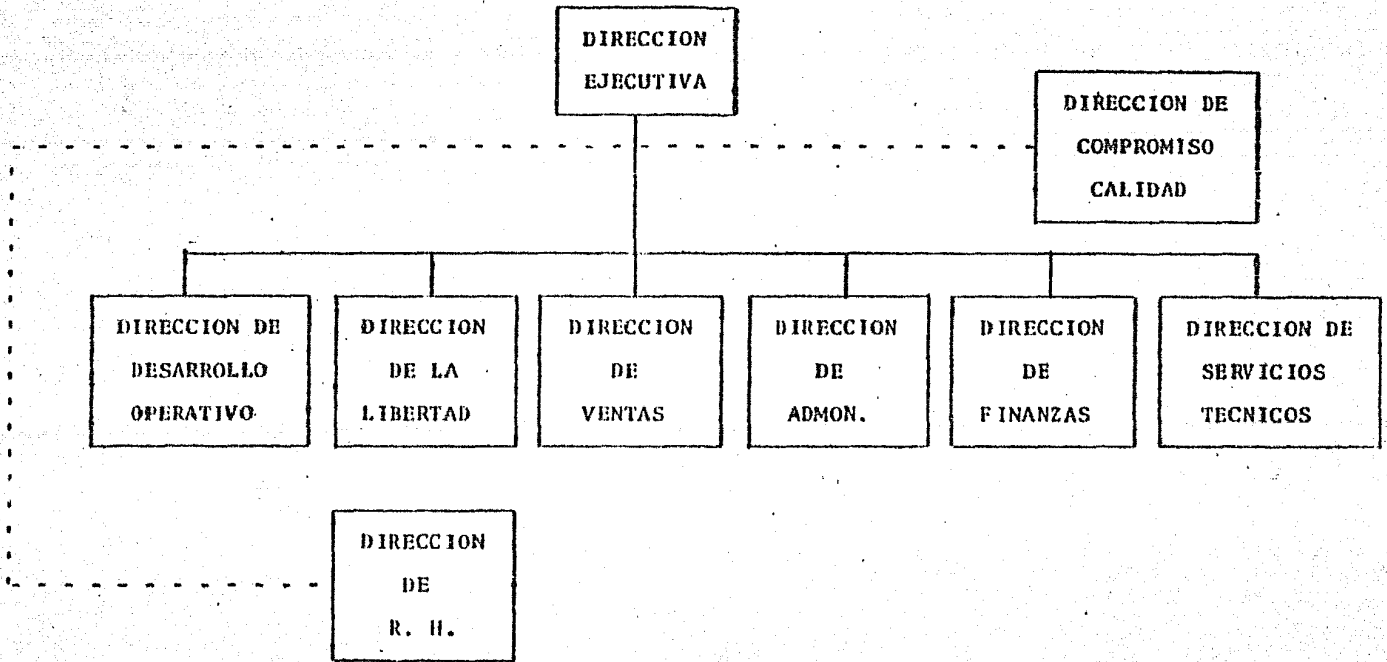 DIRECCION
EJECUTIVA
DIRECCION DE
COMPROMISO
CALIDAD
DIRECCION DE
DESARROLLO
OPERATIVO
DIRECCION
DE LA
LIBERTAD
DIRECCION
DE
VENTAS
DIRECCION
DE
ADMON.
DIRECCION
DE
FINANZAS
DIRECCION DE
SERVICIOS
TECNICOS
DIRECCION
DE
R. H.